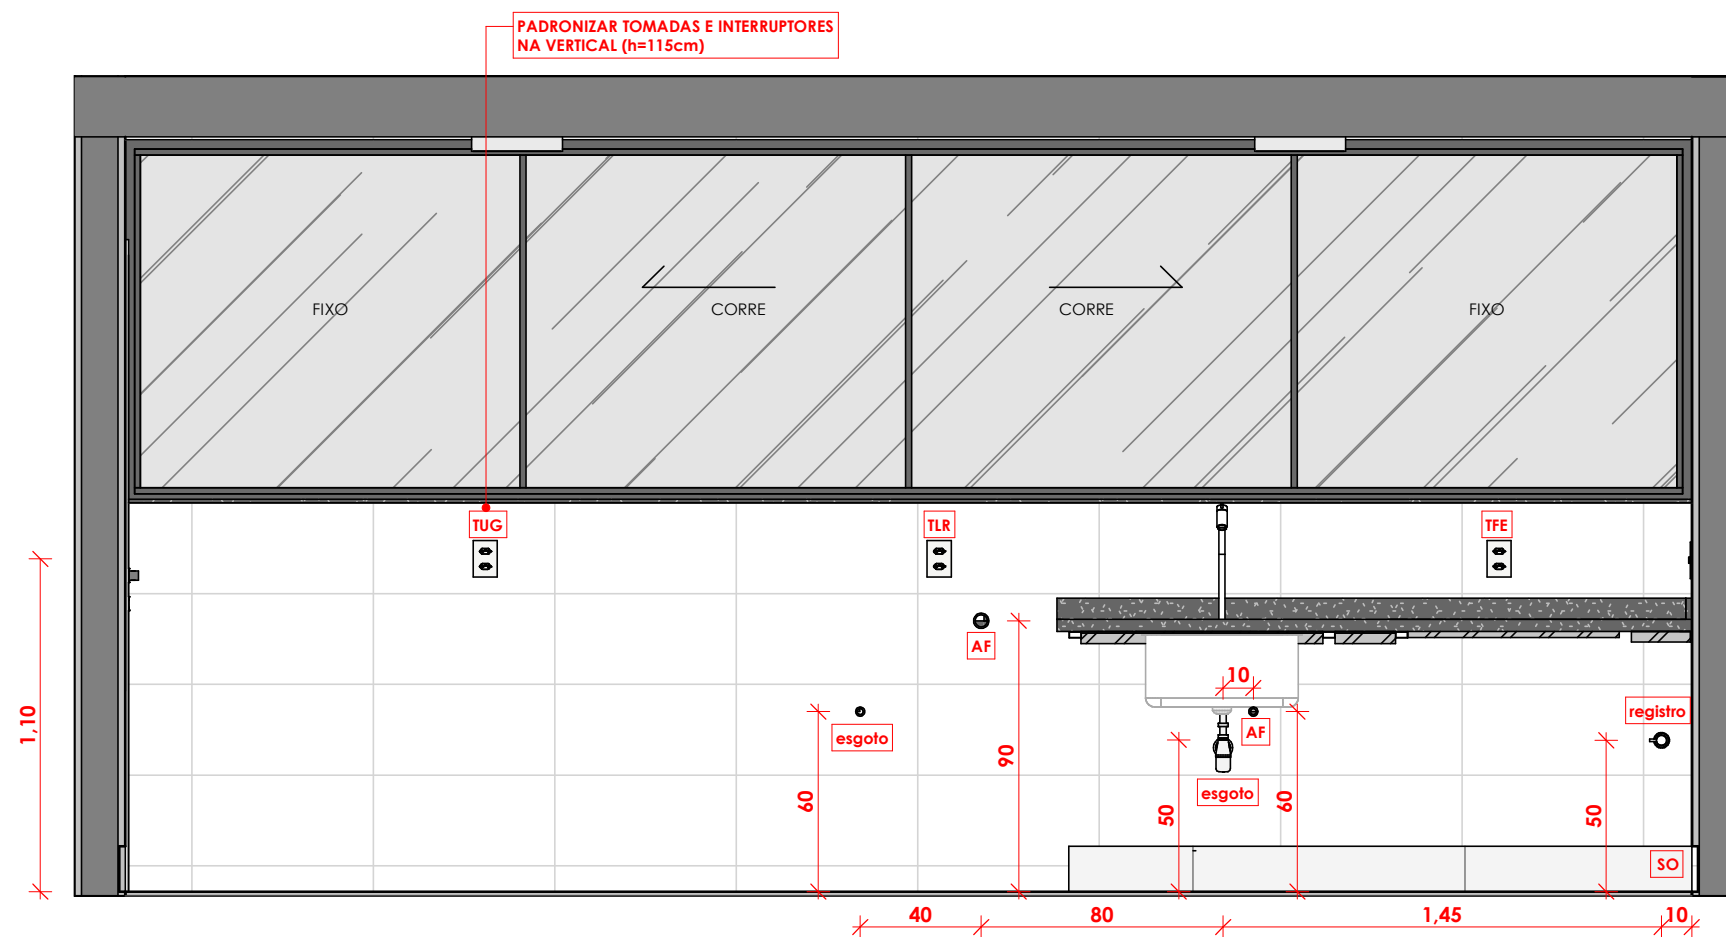 PADRONIZAR TOMADAS E INTERRUPTORES
NA VERTICAL (h=115cm)
FIXO
CORRE
CORRE
FIXO
TUG
TLR
TFE
1,10
AF
10
registro
esgoto
AF
90
60
esgoto
50
60
50
SO
40
80
1,45
10